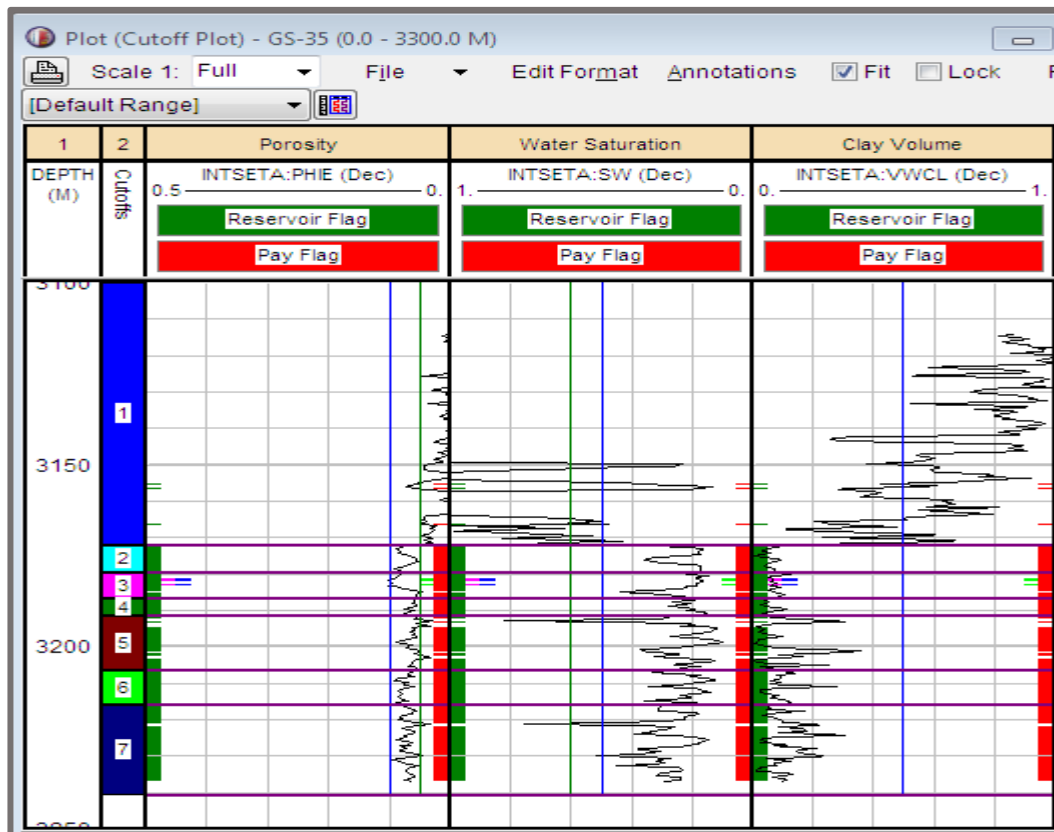 Plot (Cutoff Plot) - GS-35 (0.0 - 3300.0 M)
Scale 1: Full File Edit Format Annotations Fit Lock
[Default Range]
1 2 Porosity Water Saturation Clay Volume
DEPTH (M) Cutoffs INTSETA:PHIE (Dec) INTSETA:SW (Dec) INTSETA:VWCL (Dec)
0.5 0. 1. 0. 0. 1.
Reservoir Flag Reservoir Flag Reservoir Flag
Pay Flag Pay Flag Pay Flag
1
3150
2
3
4
3200
5
6
7